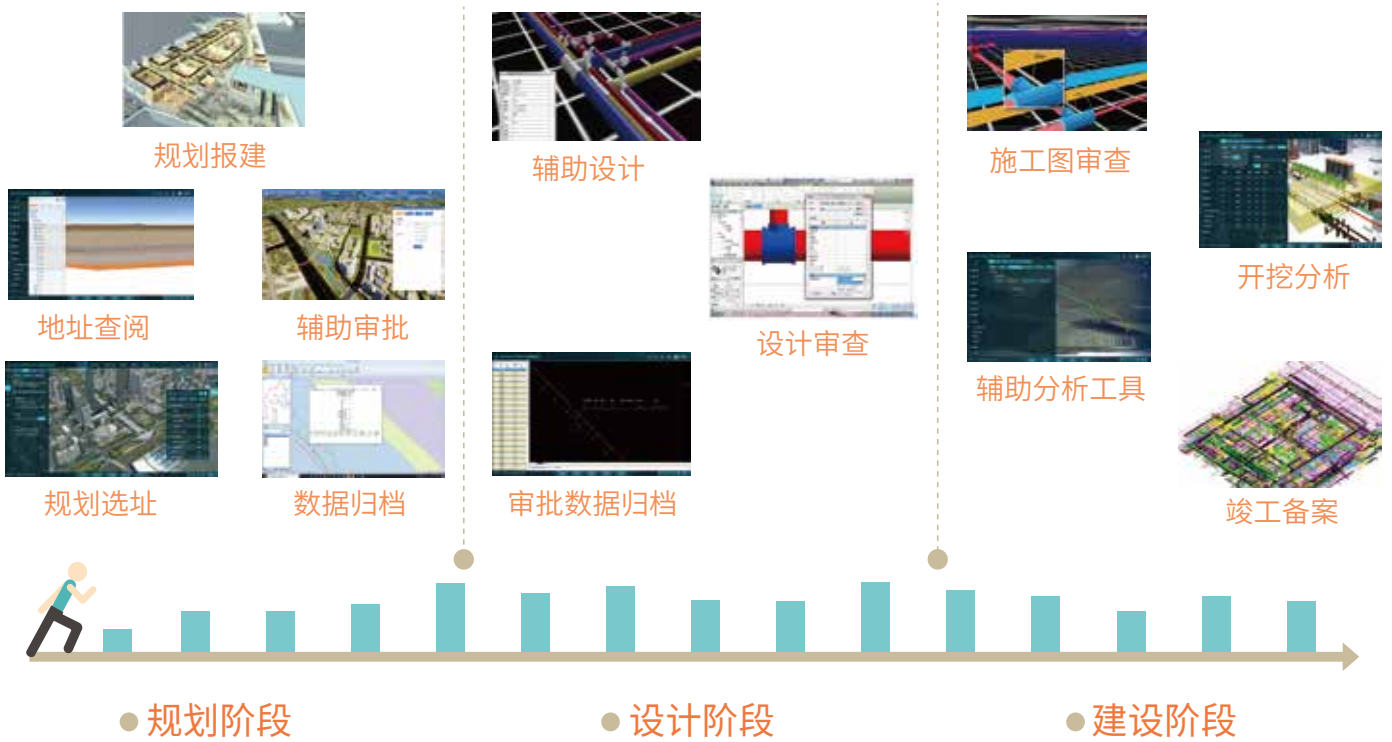 规划报建
地址查阅
辅助审批
规划选址
数据归档
辅助设计
设计审查
审批数据归档
施工图审查
开挖分析
辅助分析工具
竣工备案
规划阶段
设计阶段
建设阶段